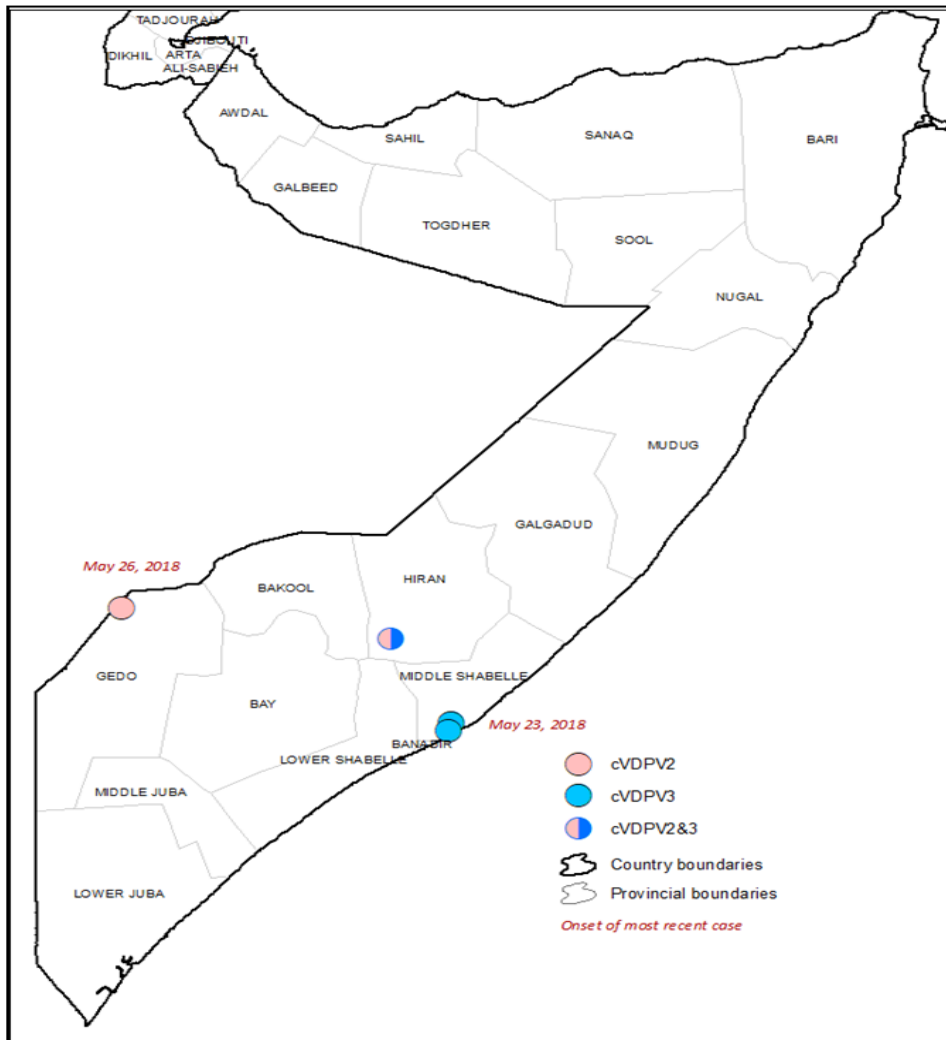 TADJOURAH
DJIBOUTI
DIKHIL
ARTA
ALI-SABIEH
AWDAL
SAHIL
SANAQ
BARI
GALBEED
TOGDHER
SOOL
NUGAL
MUDUG
GALGADUD
May 26, 2018
BAKOOL
HIRAN
GEDO
MIDDLE SHABELLE
BAY
May 23, 2018
BANADIR
LOWER SHABELLE
MIDDLE JUBA
LOWER JUBA
cVDPV2
cVDPV3
cVDPV2&3
Country boundaries
Provincial boundaries
Onset of most recent case